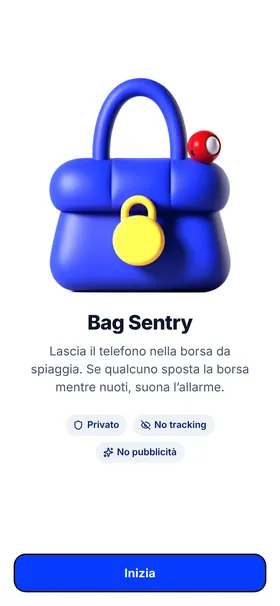 Bag Sentry
Lascia il telefono nella borsa da
spiaggia. Se qualcuno sposta la borsa
mentre nuoti, suona l’allarme.
Privato
No tracking
No pubblicità
Inizia